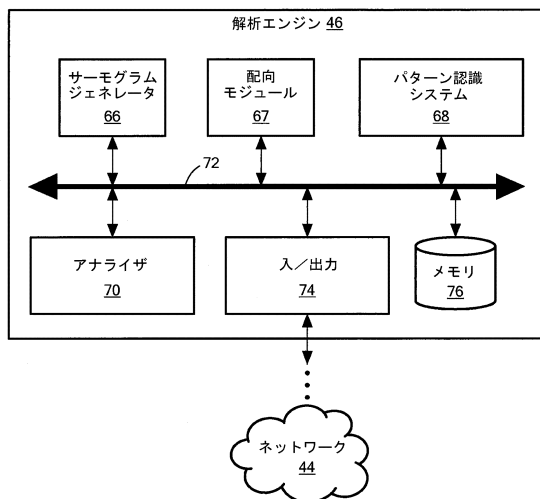 解析エンジン 46
サーモグラム
ジェネレータ
66
配向
モジュール
67
パターン認識
システム
68
72
アナライザ
70
入／出力
74
メモリ
76
ネットワーク
44